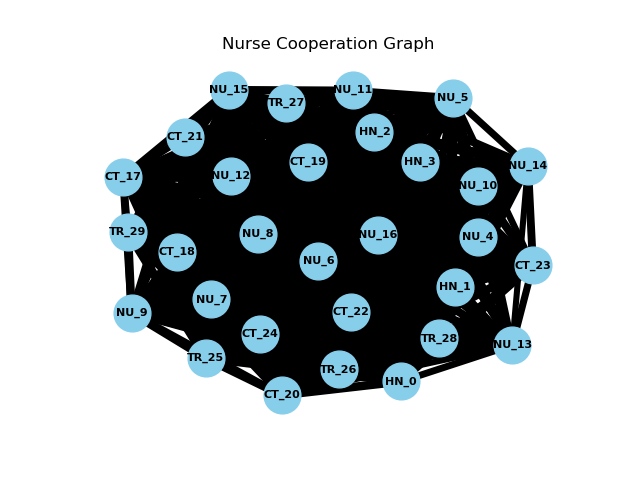 Nurse Cooperation Graph
NU_15
NU_11
NU_5
TR_27
HN_2
CT_21
CT_19
HN_3
NU_14
CT_17
NU_12
NU_10
TR_29
NU_8
NU_16
NU_4
CT_18
NU_6
CT_23
HN_1
NU_7
NU_9
CT_22
CT_24
TR_28
NU_13
TR_25
TR_26
HN_0
CT_20